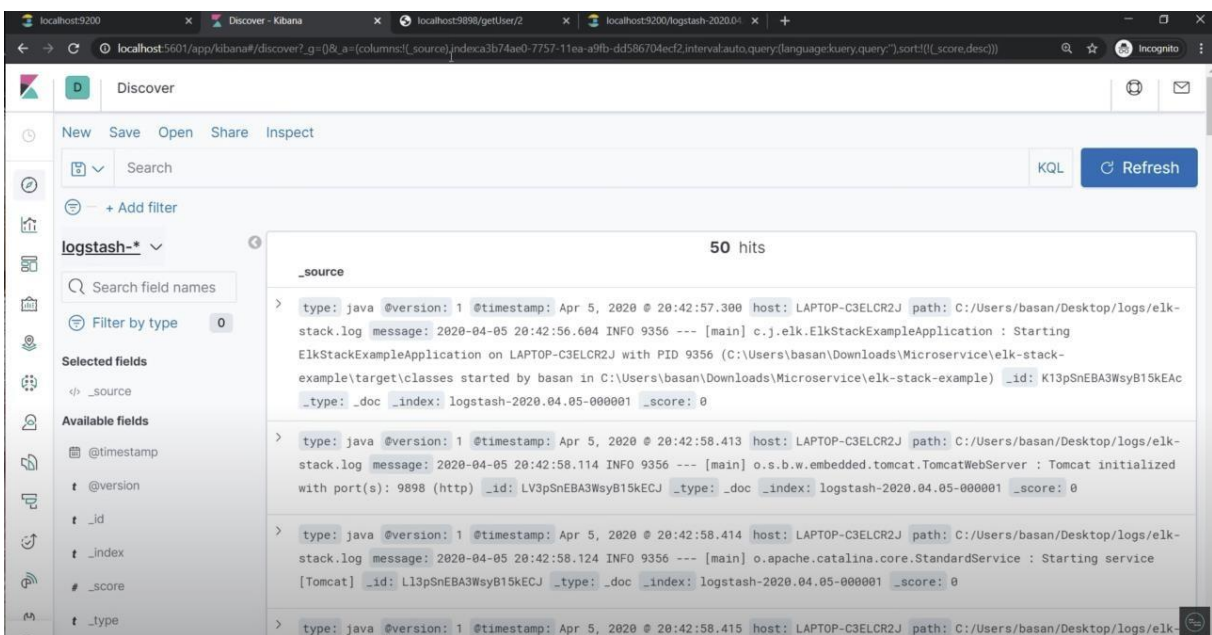 localhost:9200
Discover - Kibana
localhost:9898/getUser/2
localhost:9200/logstash-2020.04
localhost:5601/app/kibana#/discover?_g=()&_a=(columns:!(_source),index:a3b74ae0-7757-11ea-a9fb-dd586704ecf2,interval:auto,query:(language:kuery,query:''),sort:!(!(_score,desc)))
Incognito
D
Discover
New Save Open Share Inspect
Search
KQL
Refresh
+ Add filter
logstash-*
Search field names
Filter by type 0
Selected fields
_source
Available fields
@timestamp
t @version
t _id
t _index
# _score
t _type
50 hits
_source
type: java @version: 1 @timestamp: Apr 5, 2020 @ 20:42:57.300 host: LAPTOP-C3ELCR2J path: C:/Users/basan/Desktop/logs/elk-
stack.log message: 2020-04-05 20:42:56.604 INFO 9356 --- [main] c.j.elk.ElkStackExampleApplication : Starting
ElkStackExampleApplication on LAPTOP-C3ELCR2J with PID 9356 (C:\Users\basan\Downloads\Microservice\elk-stack-
example\target\classes started by basan in C:\Users\basan\Downloads\Microservice\elk-stack-example) _id: K13pSnEBA3WsyB15kEAc
_type: _doc _index: logstash-2020.04.05-000001 _score: 0
type: java @version: 1 @timestamp: Apr 5, 2020 @ 20:42:58.413 host: LAPTOP-C3ELCR2J path: C:/Users/basan/Desktop/logs/elk-
stack.log message: 2020-04-05 20:42:58.114 INFO 9356 --- [main] o.s.b.w.embedded.tomcat.TomcatWebServer : Tomcat initialized
with port(s): 9898 (http) _id: LV3pSnEBA3WsyB15kECJ _type: _doc _index: logstash-2020.04.05-000001 _score: 0
type: java @version: 1 @timestamp: Apr 5, 2020 @ 20:42:58.414 host: LAPTOP-C3ELCR2J path: C:/Users/basan/Desktop/logs/elk-
stack.log message: 2020-04-05 20:42:58.124 INFO 9356 --- [main] o.apache.catalina.core.StandardService : Starting service
[Tomcat] _id: Ll3pSnEBA3WsyB15kECJ _type: _doc _index: logstash-2020.04.05-000001 _score: 0
type: java @version: 1 @timestamp: Apr 5, 2020 @ 20:42:58.415 host: LAPTOP-C3ELCR2J path: C:/Users/basan/Desktop/logs/elk-